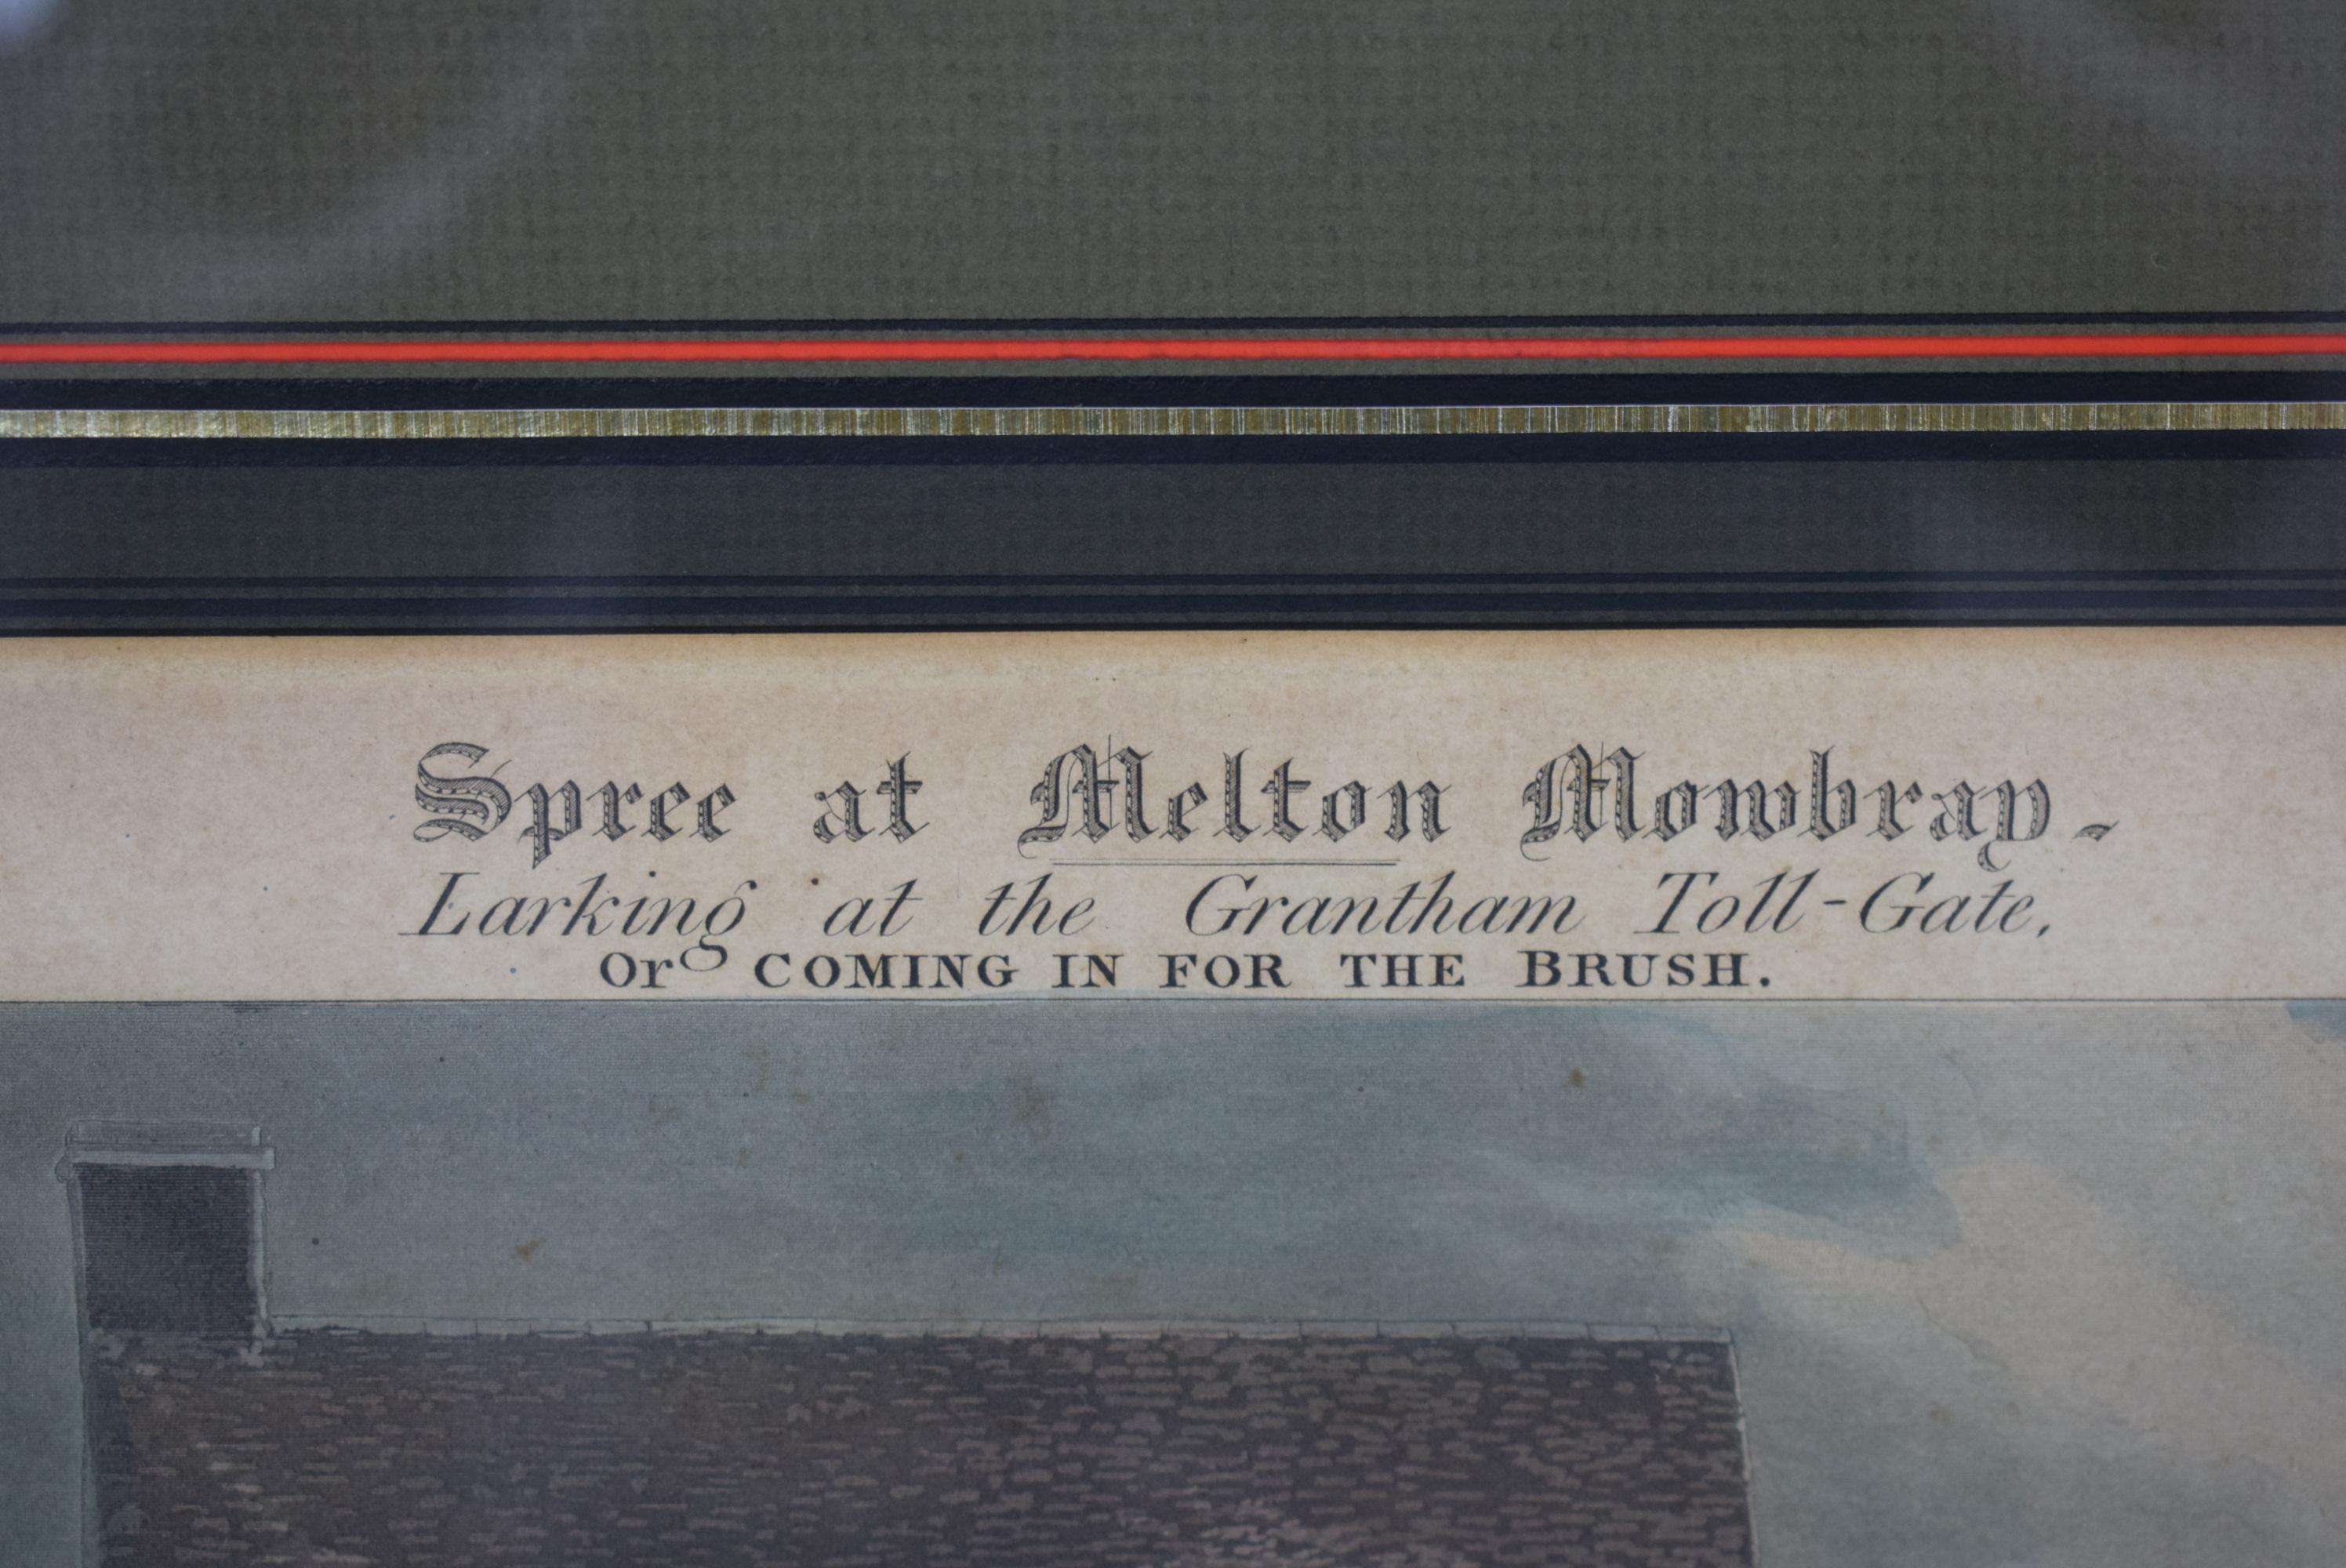 Spree at Melton Mowbray-
Larking at the Grantham Toll-Gate,
Or COMING IN FOR THE BRUSH.